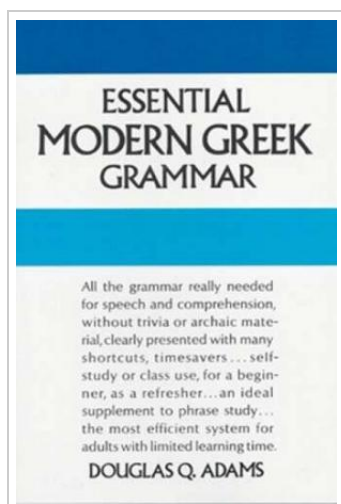 ESSENTIAL
MODERN GREEK
GRAMMAR
All the grammar really needed
for speech and comprehension,
without trivia or archaic mate-
rial, clearly presented with many
shortcuts, timesavers...self-
study or class use, for a begin-
ner, as a refresher...an ideal
supplement to phrase study...
the most efficient system for
adults with limited learning time.
DOUGLAS Q. ADAMS